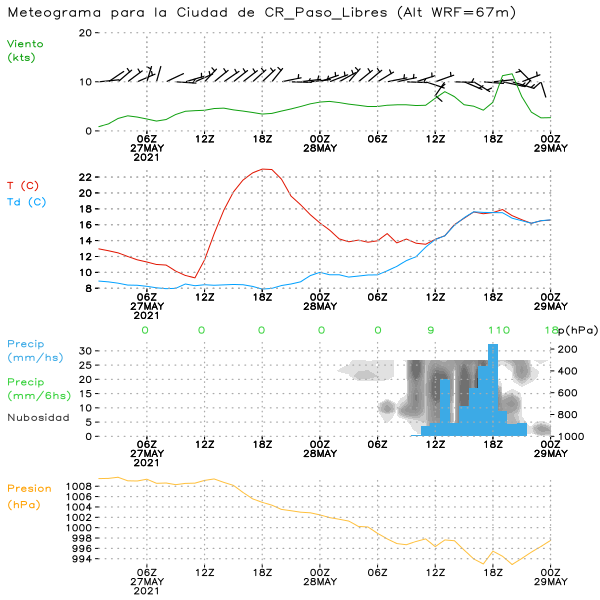 Meteograma para la Ciudad de CR_Paso_Libres (Alt WRF=67m)
Viento
(kts)
20
10
0
06Z 12Z 18Z 00Z 06Z 12Z 18Z 00Z
27MAY 28MAY 29MAY
2021
T (C)
Td (C)
22
20
18
16
14
12
10
8
06Z 12Z 18Z 00Z 06Z 12Z 18Z 00Z
27MAY 28MAY 29MAY
2021
0 0 0 0 0 9 110 18 p(hPa)
Precip
(mm/hs)
Precip
(mm/6hs)
Nubosidad
30
25
20
15
10
5
0
200
400
600
800
1000
06Z 12Z 18Z 00Z 06Z 12Z 18Z 00Z
27MAY 28MAY 29MAY
2021
Presion
(hPa)
1008
1006
1004
1002
1000
998
996
994
06Z 12Z 18Z 00Z 06Z 12Z 18Z 00Z
27MAY 28MAY 29MAY
2021